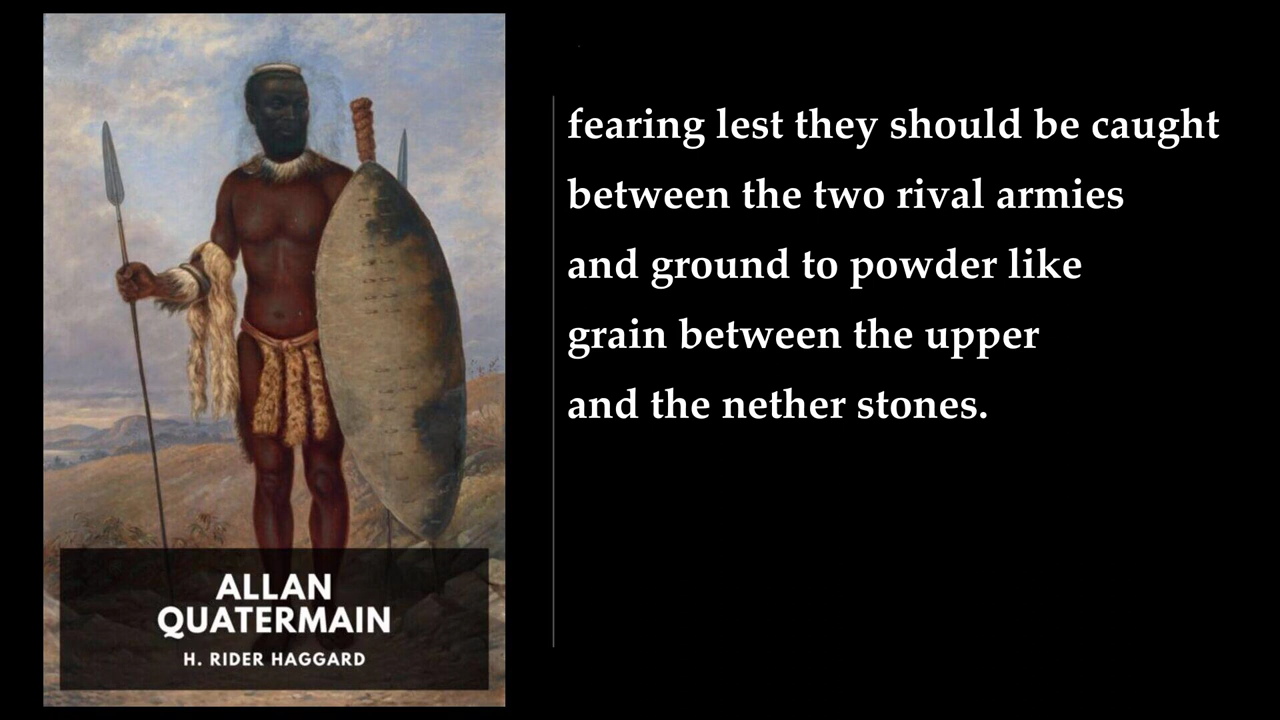 fearing lest they should be caught
between the two rival armies
and ground to powder like
grain between the upper
and the nether stones.
ALLAN
QUATERMAIN
H. RIDER HAGGARD